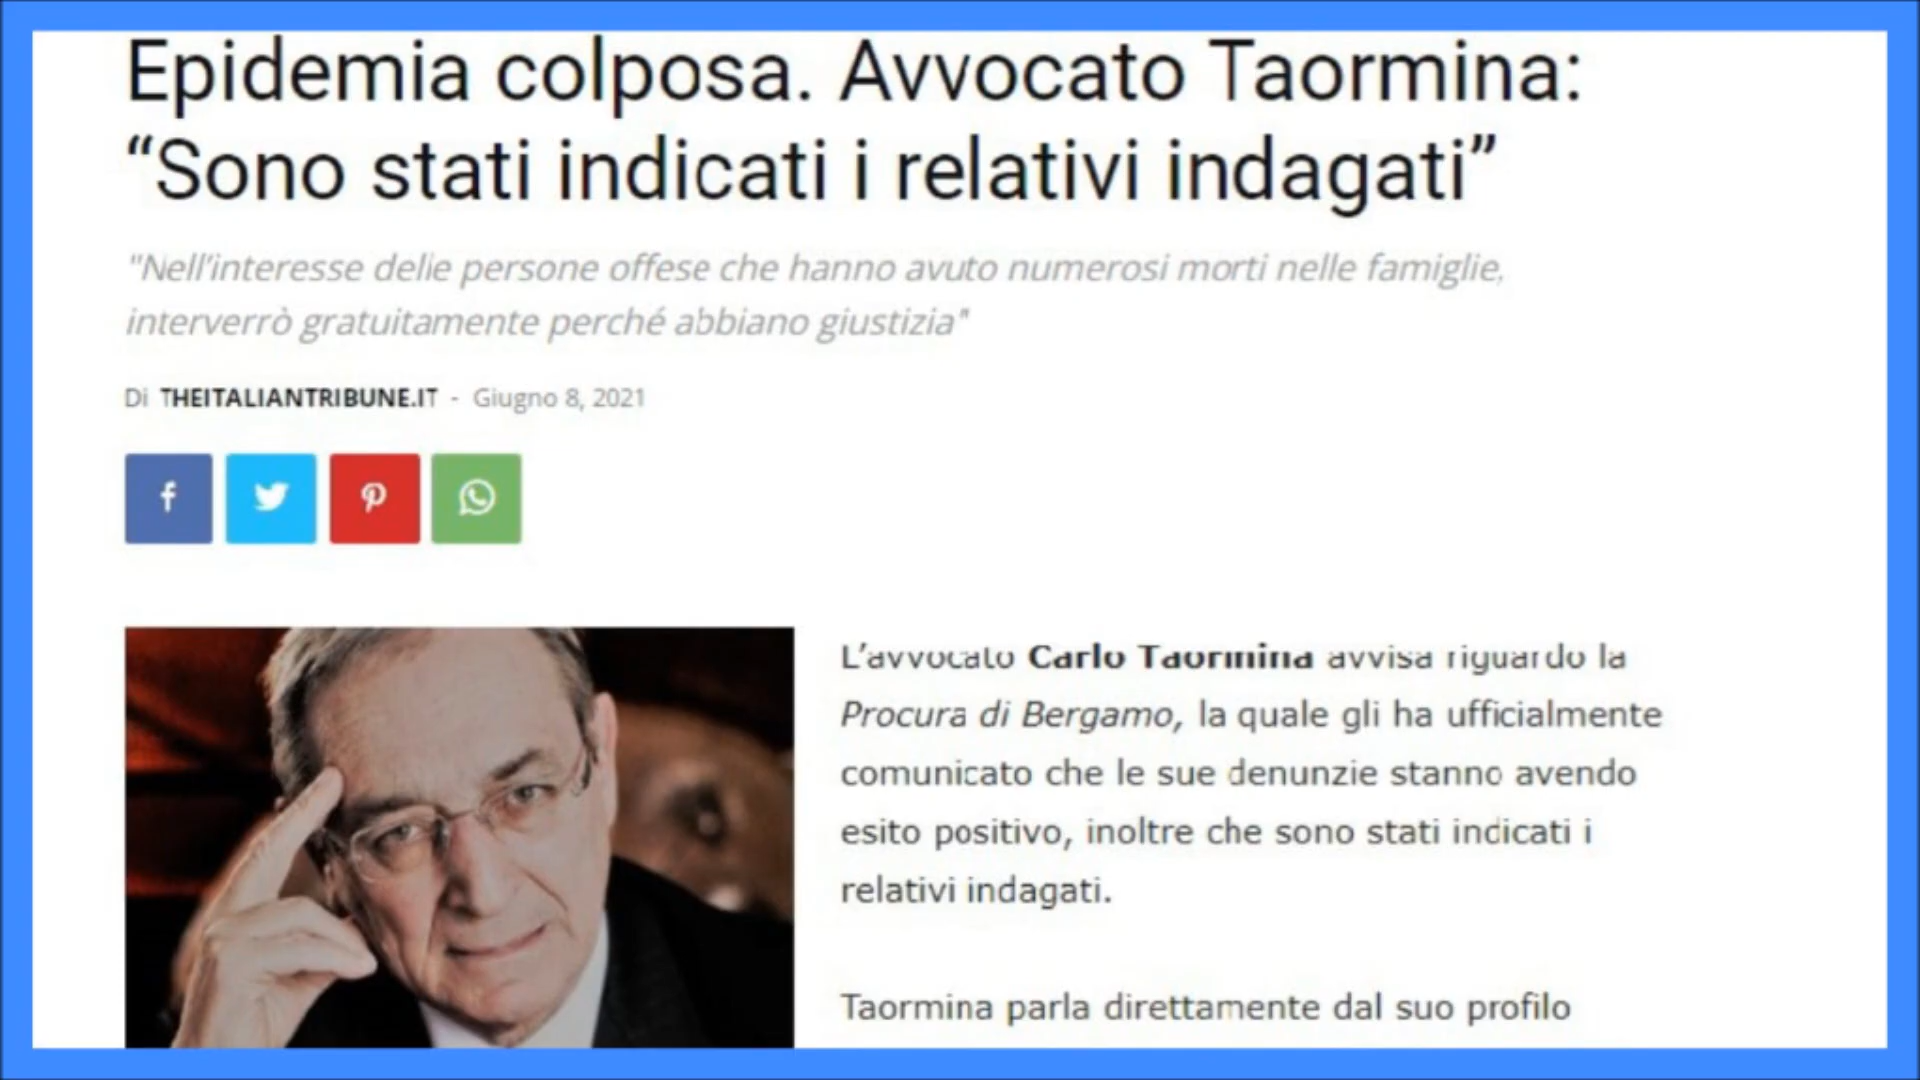 Epidemia colposa. Avvocato Taormina:
“Sono stati indicati i relativi indagati”
"Nell'interesse delle persone offese che hanno avuto numerosi morti nelle famiglie,
interverrò gratuitamente perché abbiano giustizia"
Di THEITALIANTRIBUNE.IT - Giugno 8, 2021
L’avvocato Carlo Taormina avvisa riguardo la
Procura di Bergamo, la quale gli ha ufficialmente
comunicato che le sue denunzie stanno avendo
esito positivo, inoltre che sono stati indicati i
relativi indagati.
Taormina parla direttamente dal suo profilo